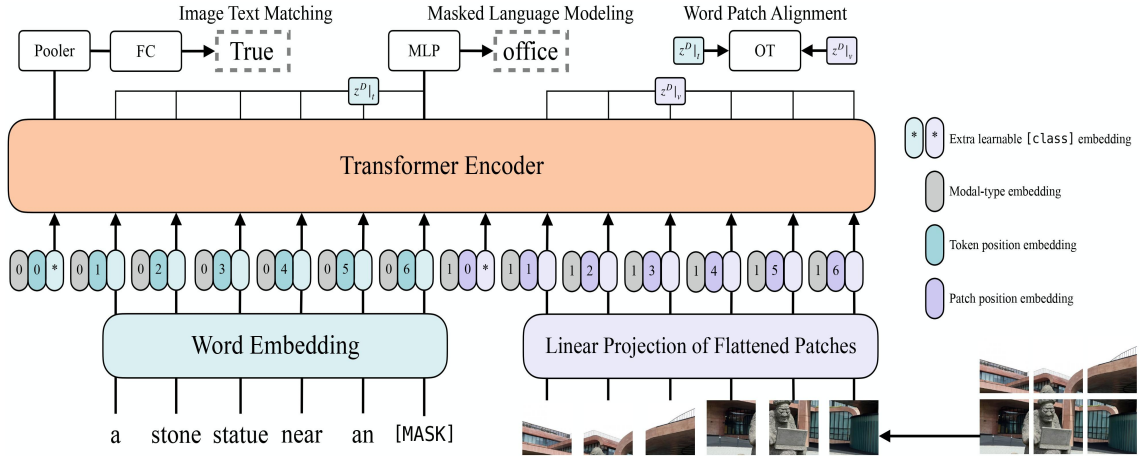 Image Text Matching
Masked Language Modeling
Word Patch Alignment
Pooler
FC
True
MLP
office
z^D|_t
OT
z^D|_v
z^D|_t
z^D|_v
Transformer Encoder
* * Extra learnable [class] embedding
Modal-type embedding
Token position embedding
Patch position embedding
0 0 * 0 1 0 2 0 3 0 4 0 5 0 6 1 0 * 1 1 1 2 1 3 1 4 1 5 1 6
Word Embedding
Linear Projection of Flattened Patches
a stone statue near an [MASK]